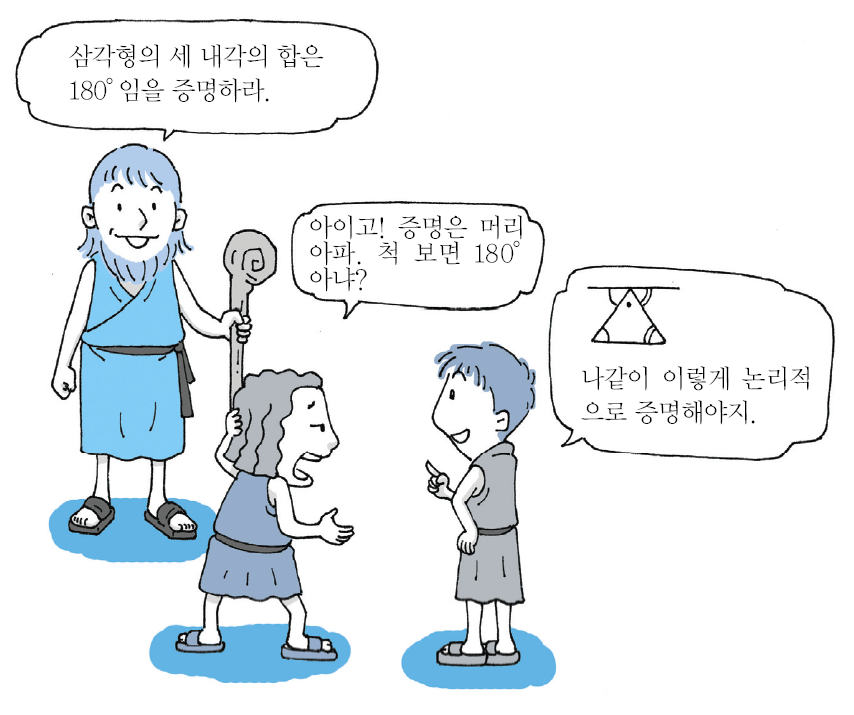 삼각형의 세 내각의 합은
180°임을 증명하라.
아이고! 증명은 머리
아파. 척 보면 180°
아냐?
나같이 이렇게 논리적
으로 증명해야지.